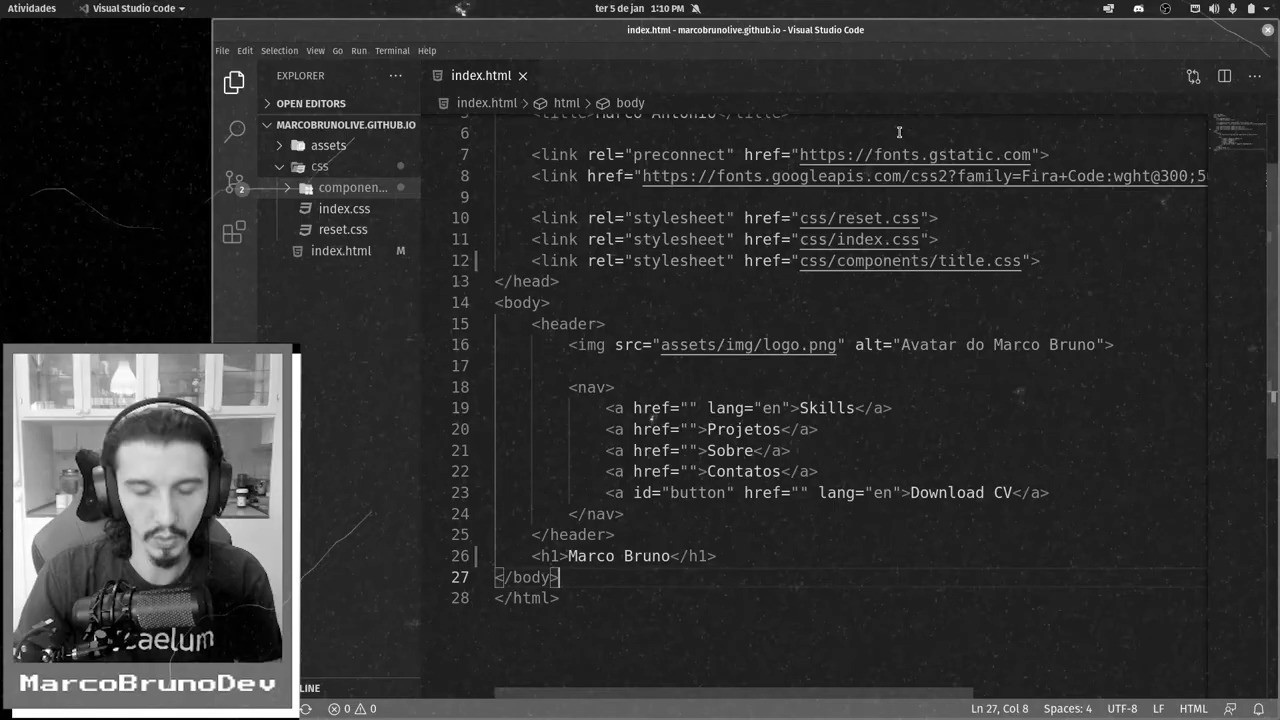 Atividades
Visual Studio Code
ter 5 de jan 1:10 PM
index.html - marcobrunolive.github.io - Visual Studio Code
File Edit Selection View Go Run Terminal Help
EXPLORER
index.html
OPEN EDITORS
index.html html body
MARCOBRUNOLIVE.GITHUB.IO
assets
css
componen...
index.css
reset.css
index.html M
2
5 <title>Marco Antonio</title>
6
7 <link rel="preconnect" href="https://fonts.gstatic.com">
8 <link href="https://fonts.googleapis.com/css2?family=Fira+Code:wght@300;5
9
10 <link rel="stylesheet" href="css/reset.css">
11 <link rel="stylesheet" href="css/index.css">
12 <link rel="stylesheet" href="css/components/title.css">
13 </head>
14 <body>
15 <header>
16 <img src="assets/img/logo.png" alt="Avatar do Marco Bruno">
17
18 <nav>
19 <a href="" lang="en">Skills</a>
20 <a href="">Projetos</a>
21 <a href="">Sobre</a>
22 <a href="">Contatos</a>
23 <a id="button" href="" lang="en">Download CV</a>
24 </nav>
25 </header>
26 <h1>Marco Bruno</h1>
27 </body>
28 </html>
caelum
MarcoBrunoDev
LINE
0 0
Ln 27, Col 8 Spaces: 4 UTF-8 LF HTML